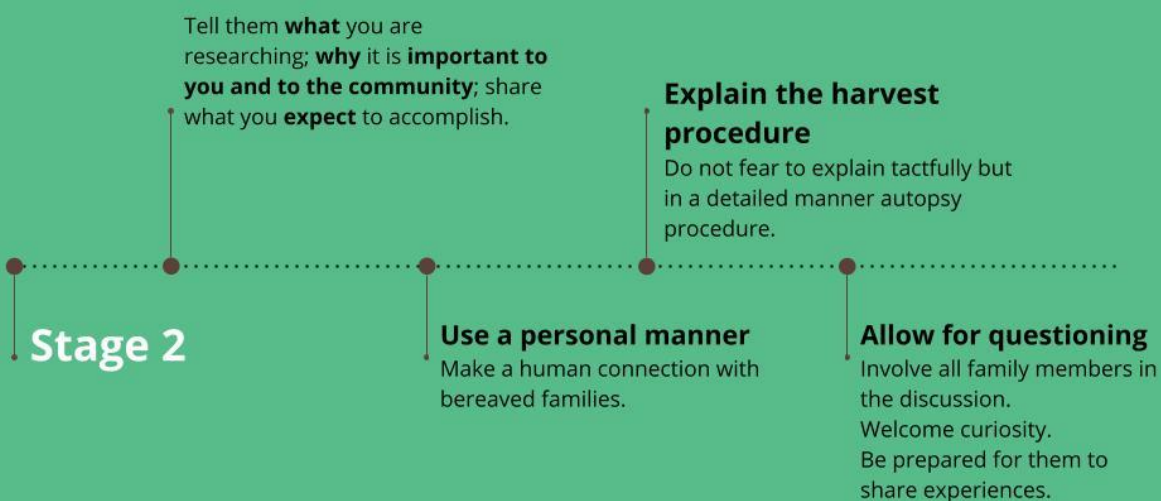 Tell them what you are
researching; why it is important to
you and to the community; share
what you expect to accomplish.
Explain the harvest
procedure
Do not fear to explain tactfully but
in a detailed manner autopsy
procedure.
Stage 2
Use a personal manner
Make a human connection with
bereaved families.
Allow for questioning
Involve all family members in
the discussion.
Welcome curiosity.
Be prepared for them to
share experiences.